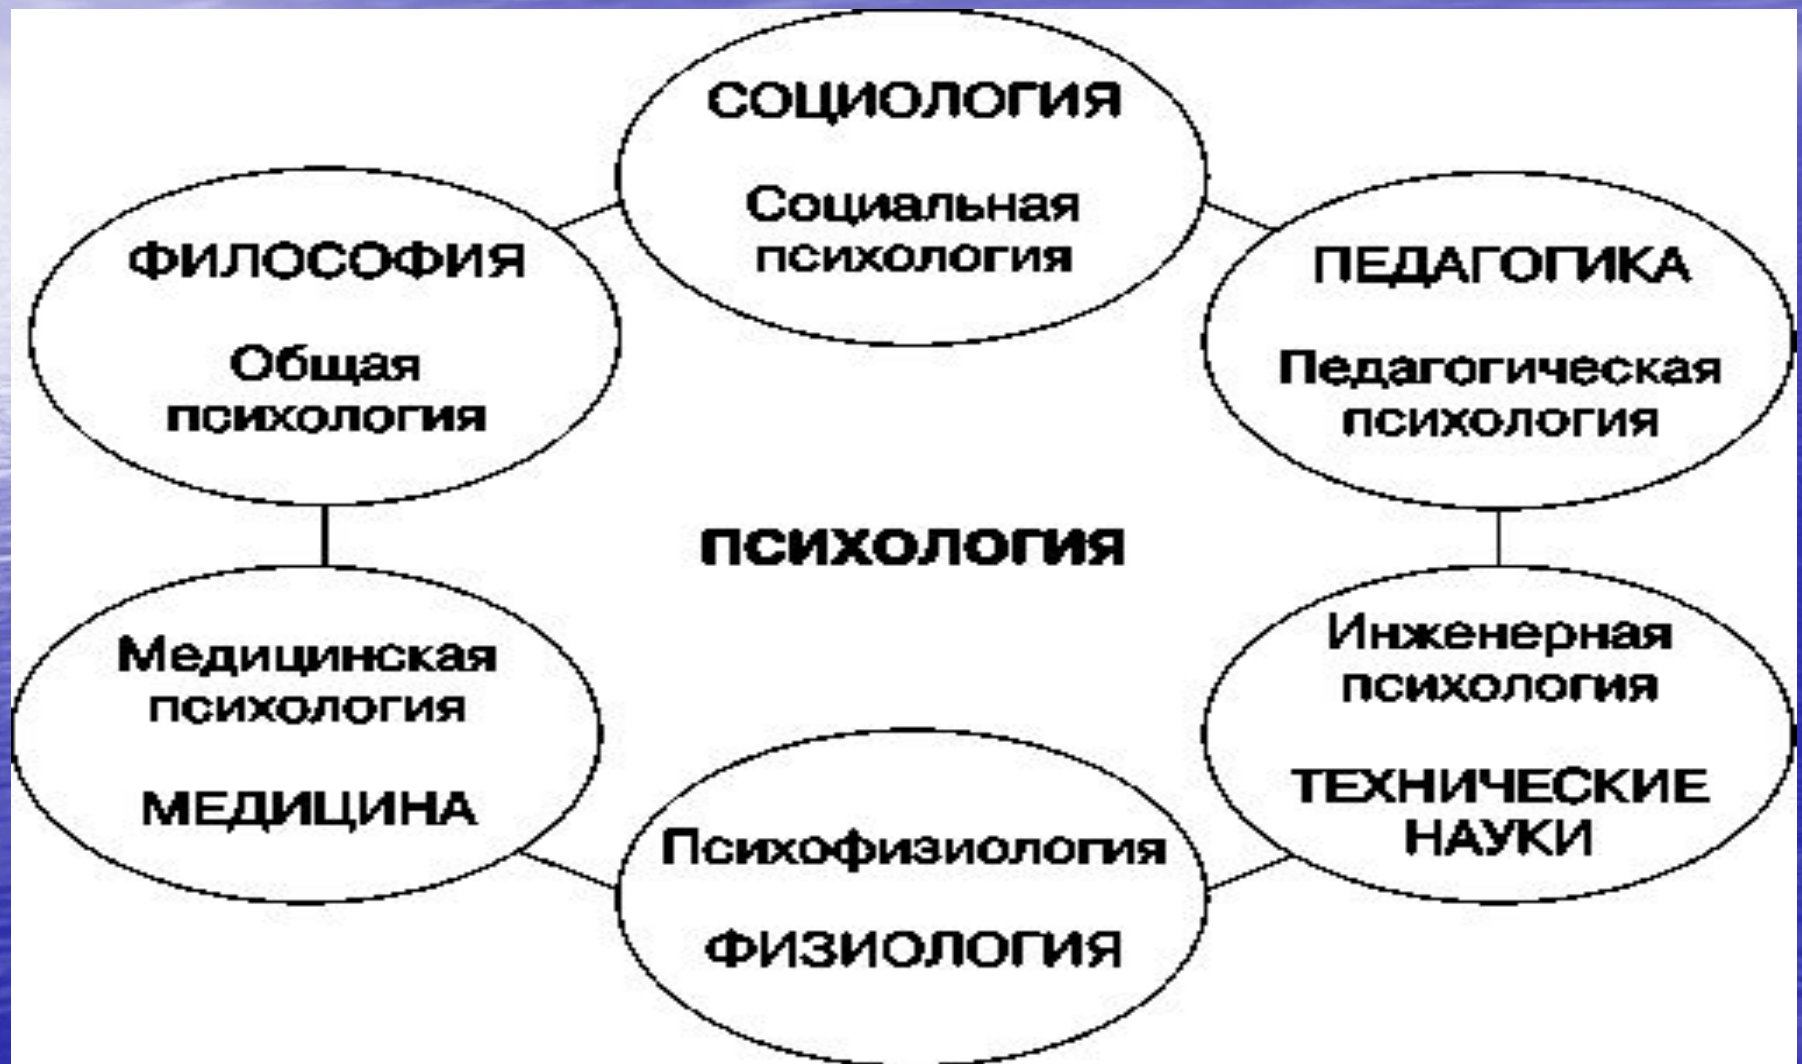 СОЦИОЛОГИЯ
Социальная
психология
ФИЛОСОФИЯ
Общая
психология
ПЕДАГОГИКА
Педагогическая
психология
ПСИХОЛОГИЯ
Медицинская
психология
МЕДИЦИНА
Инженерная
психология
ТЕХНИЧЕСКИЕ
НАУКИ
Психофизиология
ФИЗИОЛОГИЯ